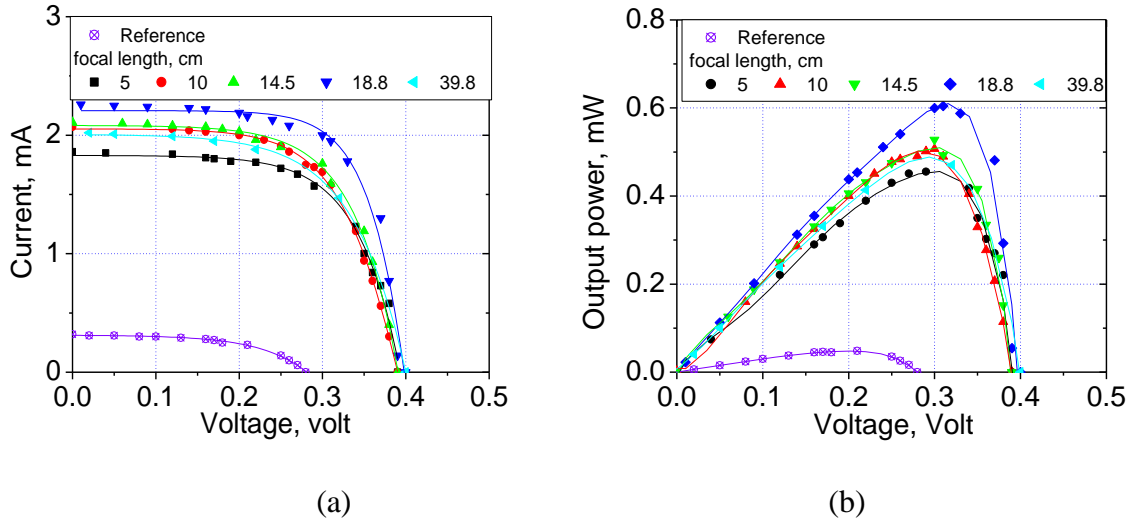 3
2
1
0
Current, mA
Reference
focal length, cm
5 10 14.5 18.8 39.8
0.0 0.1 0.2 0.3 0.4 0.5
Voltage, volt
(a)
0.8
0.6
0.4
0.2
0.0
Output power, mW
Reference
focal length, cm
5 10 14.5 18.8 39.8
0.0 0.1 0.2 0.3 0.4 0.5
Voltage, Volt
(b)